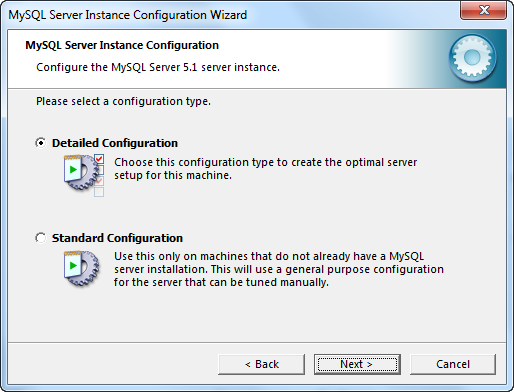 MySQL Server Instance Configuration Wizard
MySQL Server Instance Configuration
Configure the MySQL Server 5.1 server instance.
Please select a configuration type.
Detailed Configuration
Choose this configuration type to create the optimal server
setup for this machine.
Standard Configuration
Use this only on machines that do not already have a MySQL
server installation. This will use a general purpose configuration
for the server that can be tuned manually.
< Back
Next >
Cancel